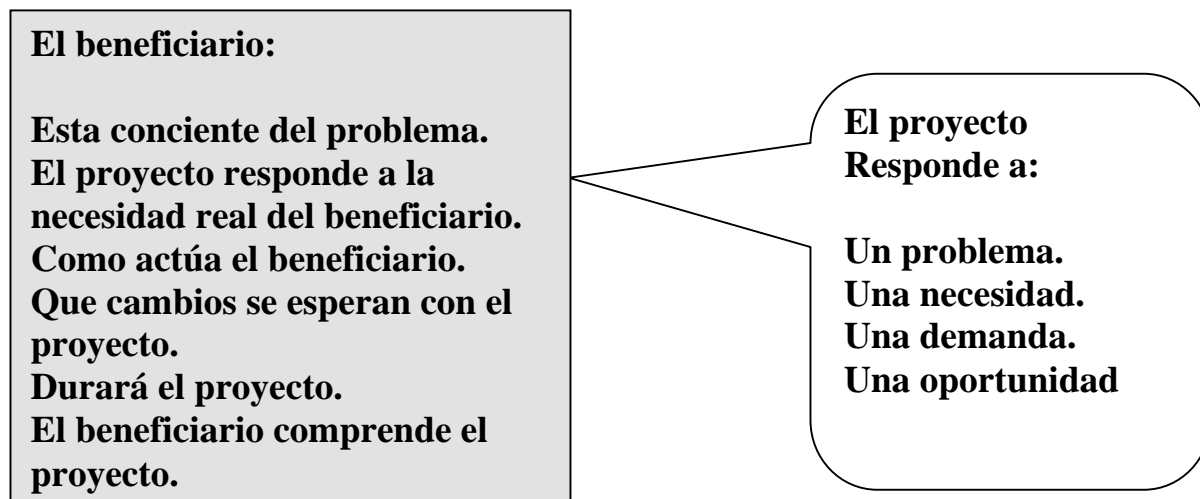 El beneficiario:
Esta conciente del problema.
El proyecto responde a la
necesidad real del beneficiario.
Como actúa el beneficiario.
Que cambios se esperan con el
proyecto.
Durará el proyecto.
El beneficiario comprende el
proyecto.
El proyecto
Responde a:
Un problema.
Una necesidad.
Una demanda.
Una oportunidad